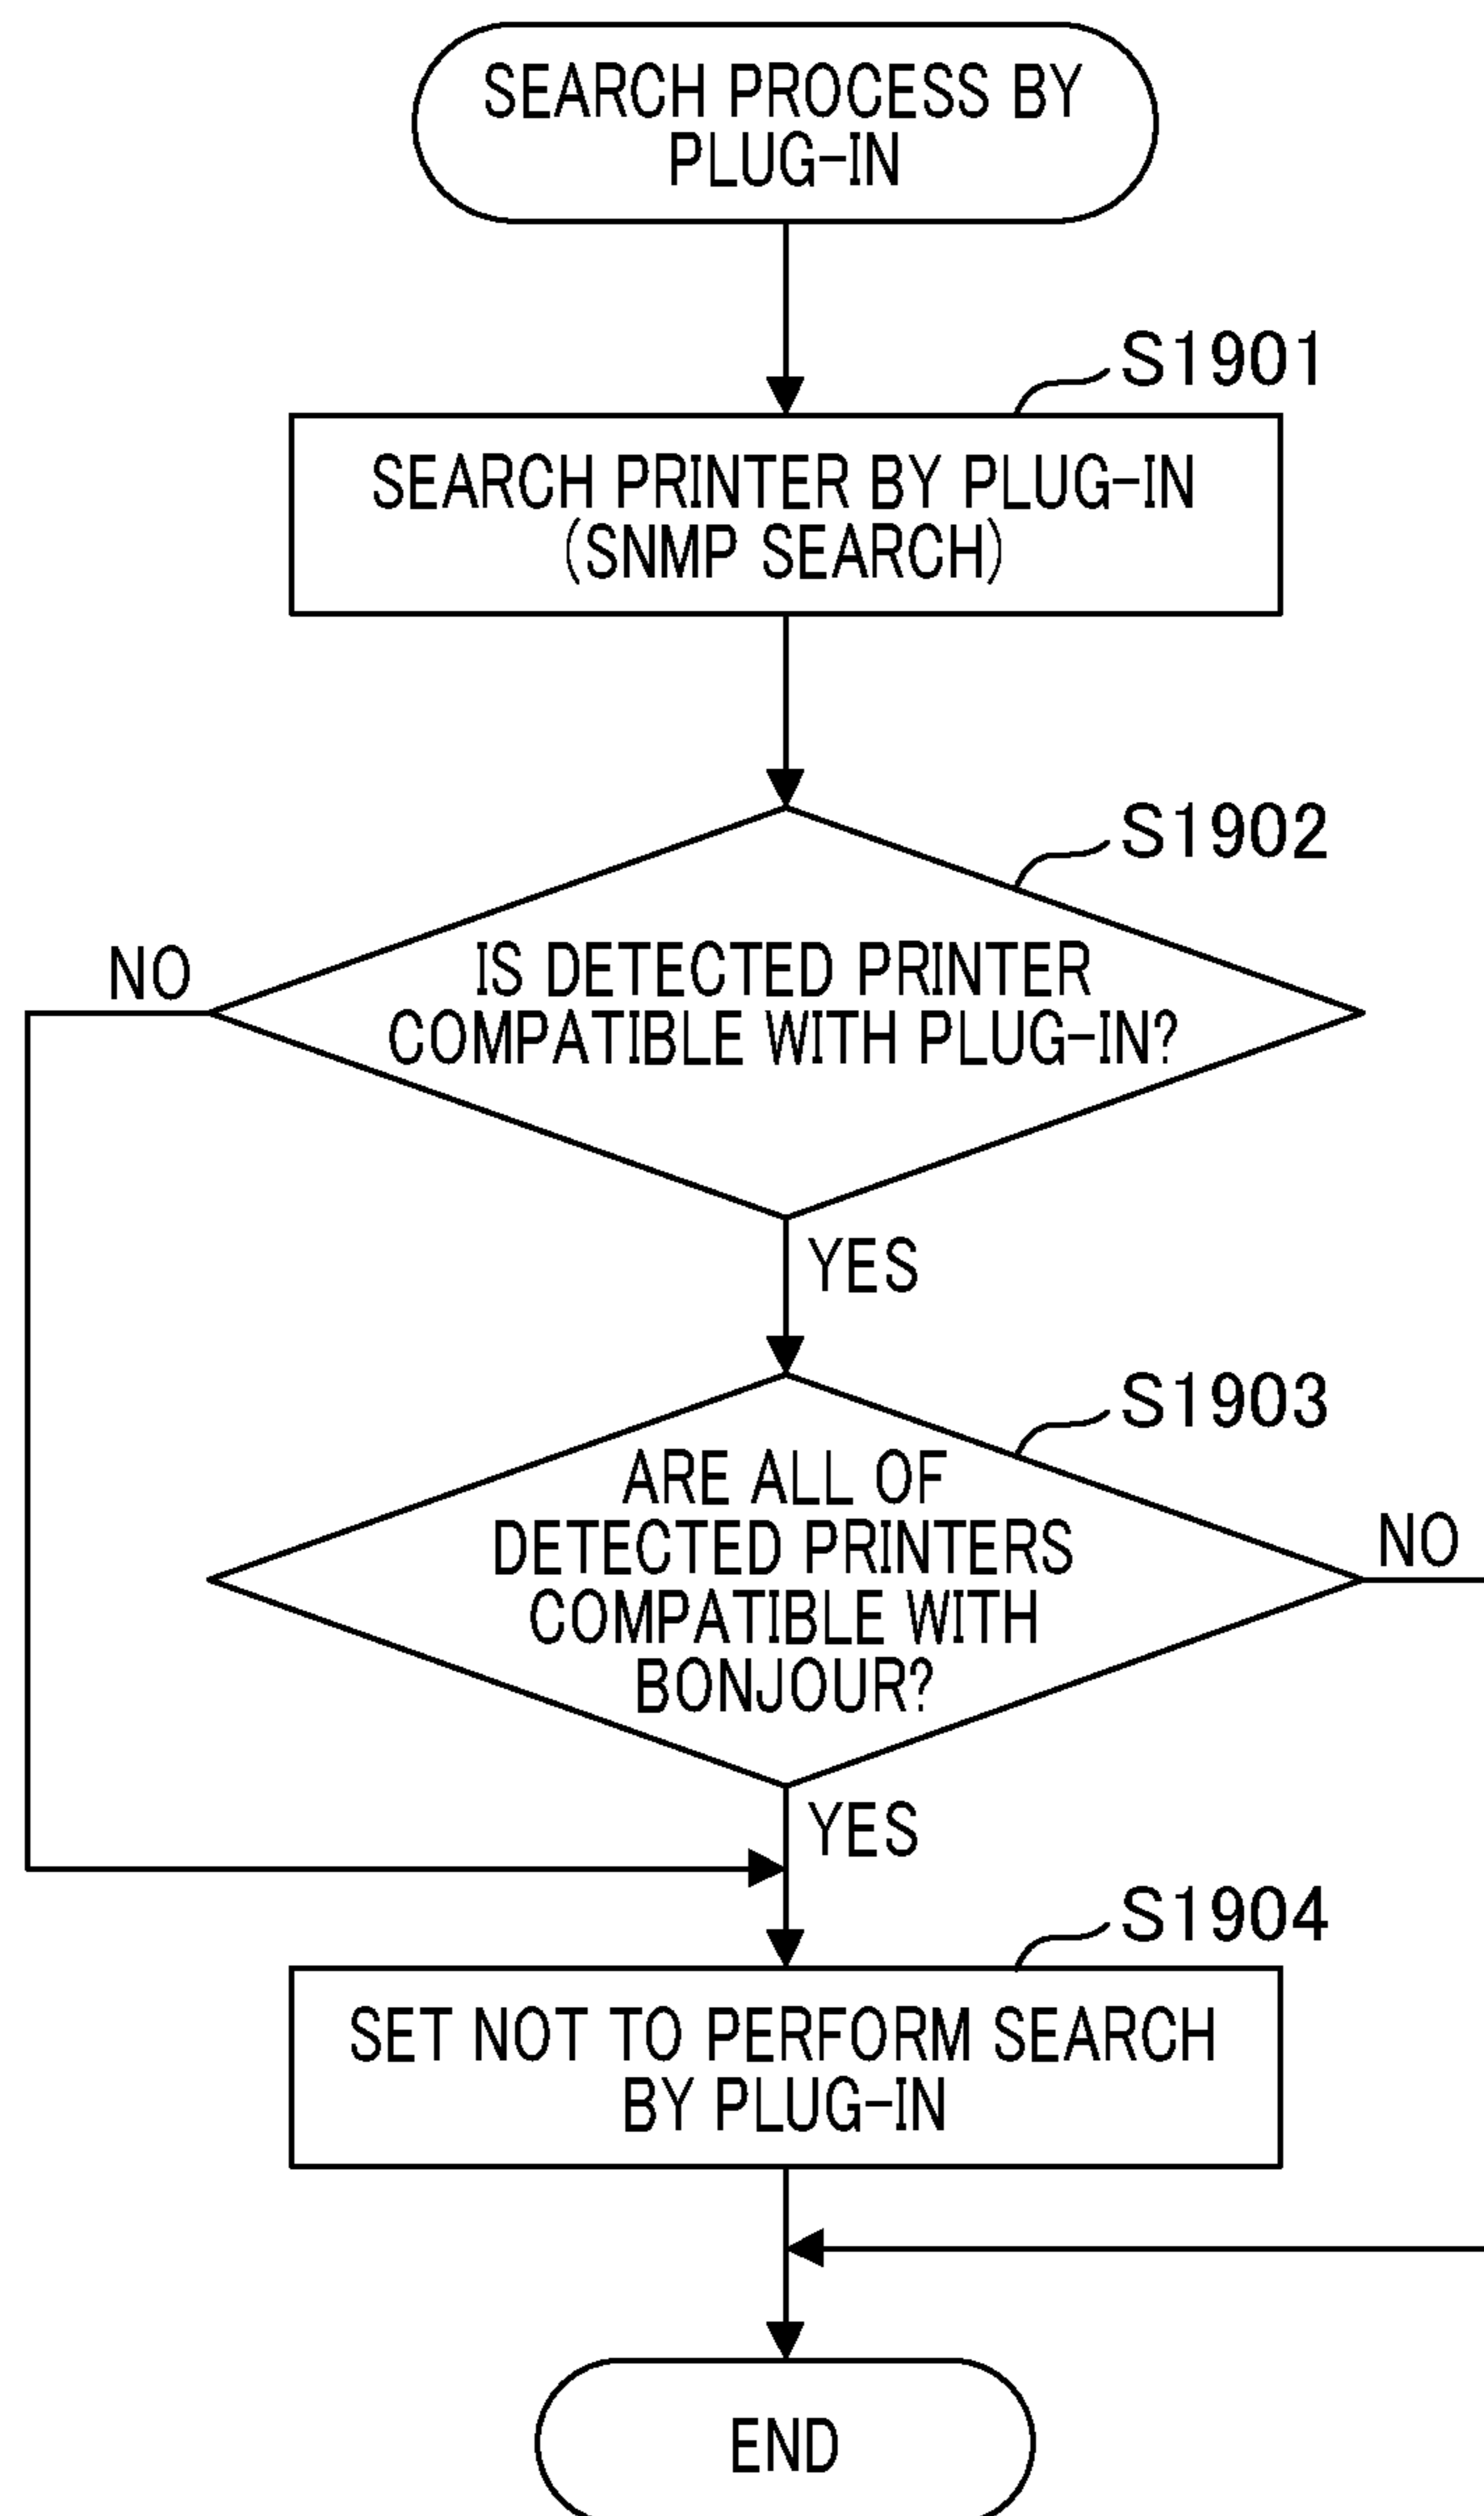 SEARCH PROCESS BY
PLUG-IN
S1901
SEARCH PRINTER BY PLUG-IN
(SNMP SEARCH)
S1902
NO
IS DETECTED PRINTER
COMPATIBLE WITH PLUG-IN?
YES
S1903
ARE ALL OF
DETECTED PRINTERS
COMPATIBLE WITH
BONJOUR?
NO
YES
S1904
SET NOT TO PERFORM SEARCH
BY PLUG-IN
END